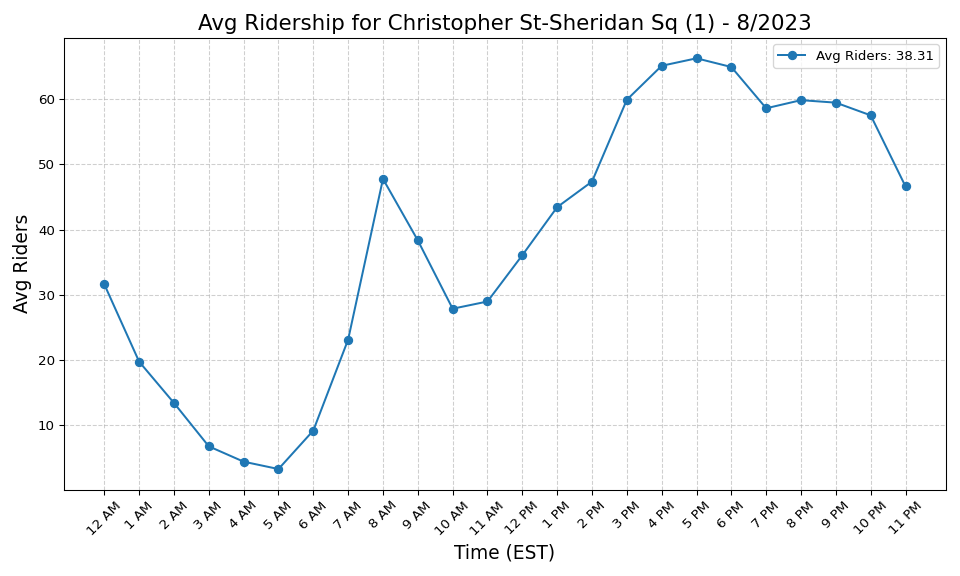 Avg Ridership for Christopher St-Sheridan Sq (1) - 8/2023
Avg Riders: 38.31
Avg Riders
60
50
40
30
20
10
12 AM
1 AM
2 AM
3 AM
4 AM
5 AM
6 AM
7 AM
8 AM
9 AM
10 AM
11 AM
12 PM
1 PM
2 PM
3 PM
4 PM
5 PM
6 PM
7 PM
8 PM
9 PM
10 PM
11 PM
Time (EST)